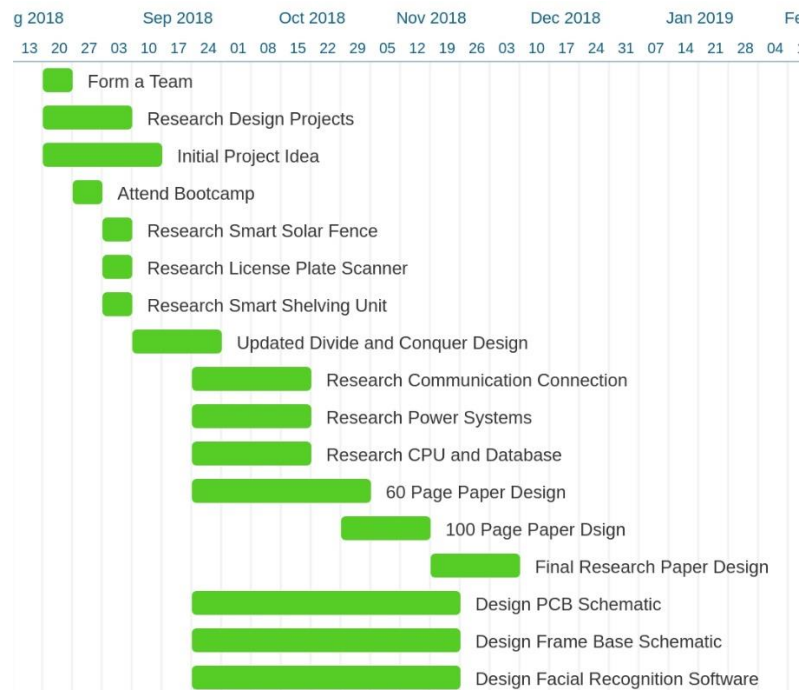 g 2018 Sep 2018 Oct 2018 Nov 2018 Dec 2018 Jan 2019 Fe
13 20 27 03 10 17 24 01 08 15 22 29 05 12 19 26 03 10 17 24 31 07 14 21 28 04
Form a Team
Research Design Projects
Initial Project Idea
Attend Bootcamp
Research Smart Solar Fence
Research License Plate Scanner
Research Smart Shelving Unit
Updated Divide and Conquer Design
Research Communication Connection
Research Power Systems
Research CPU and Database
60 Page Paper Design
100 Page Paper Dsign
Final Research Paper Design
Design PCB Schematic
Design Frame Base Schematic
Design Facial Recognition Software